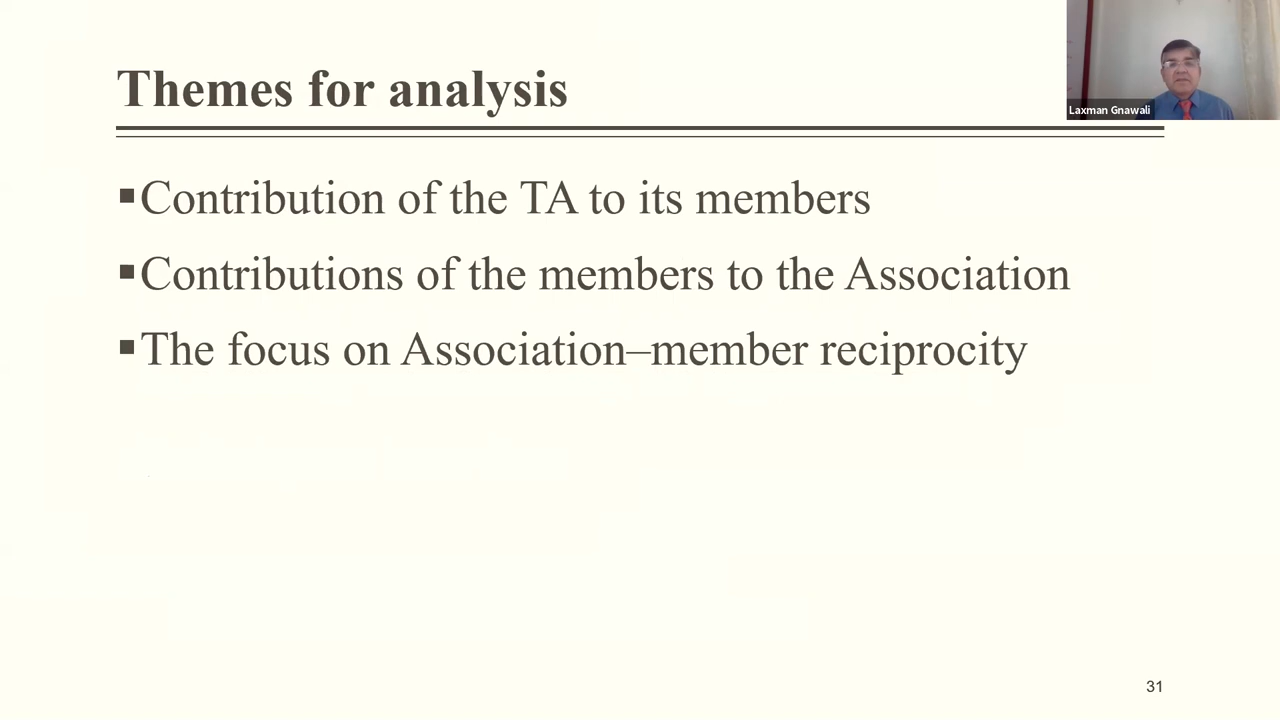 Themes for analysis
Laxman Gnawali
▪Contribution of the TA to its members
▪Contributions of the members to the Association
▪The focus on Association–member reciprocity
31